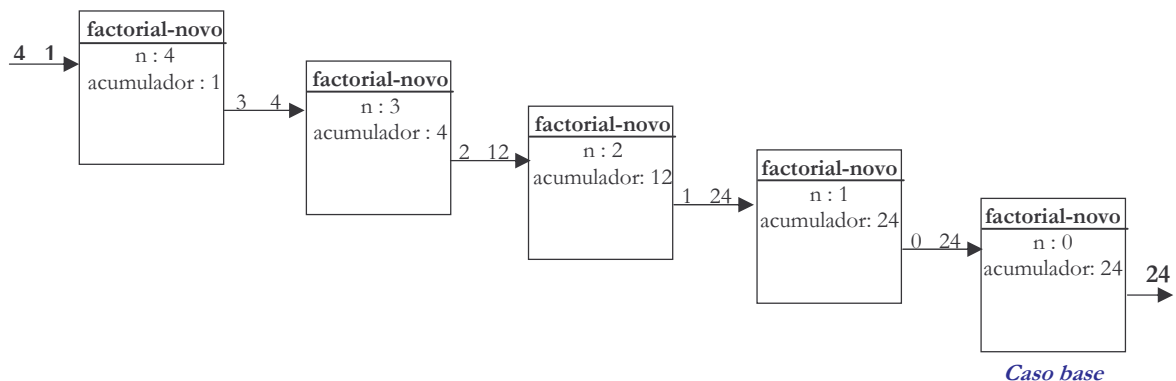 4 1
factorial-novo
n : 4
acumulador : 1
3 4
factorial-novo
n : 3
acumulador : 4
2 12
factorial-novo
n : 2
acumulador: 12
1 24
factorial-novo
n : 1
acumulador: 24
0 24
factorial-novo
n : 0
acumulador: 24
24
Caso base